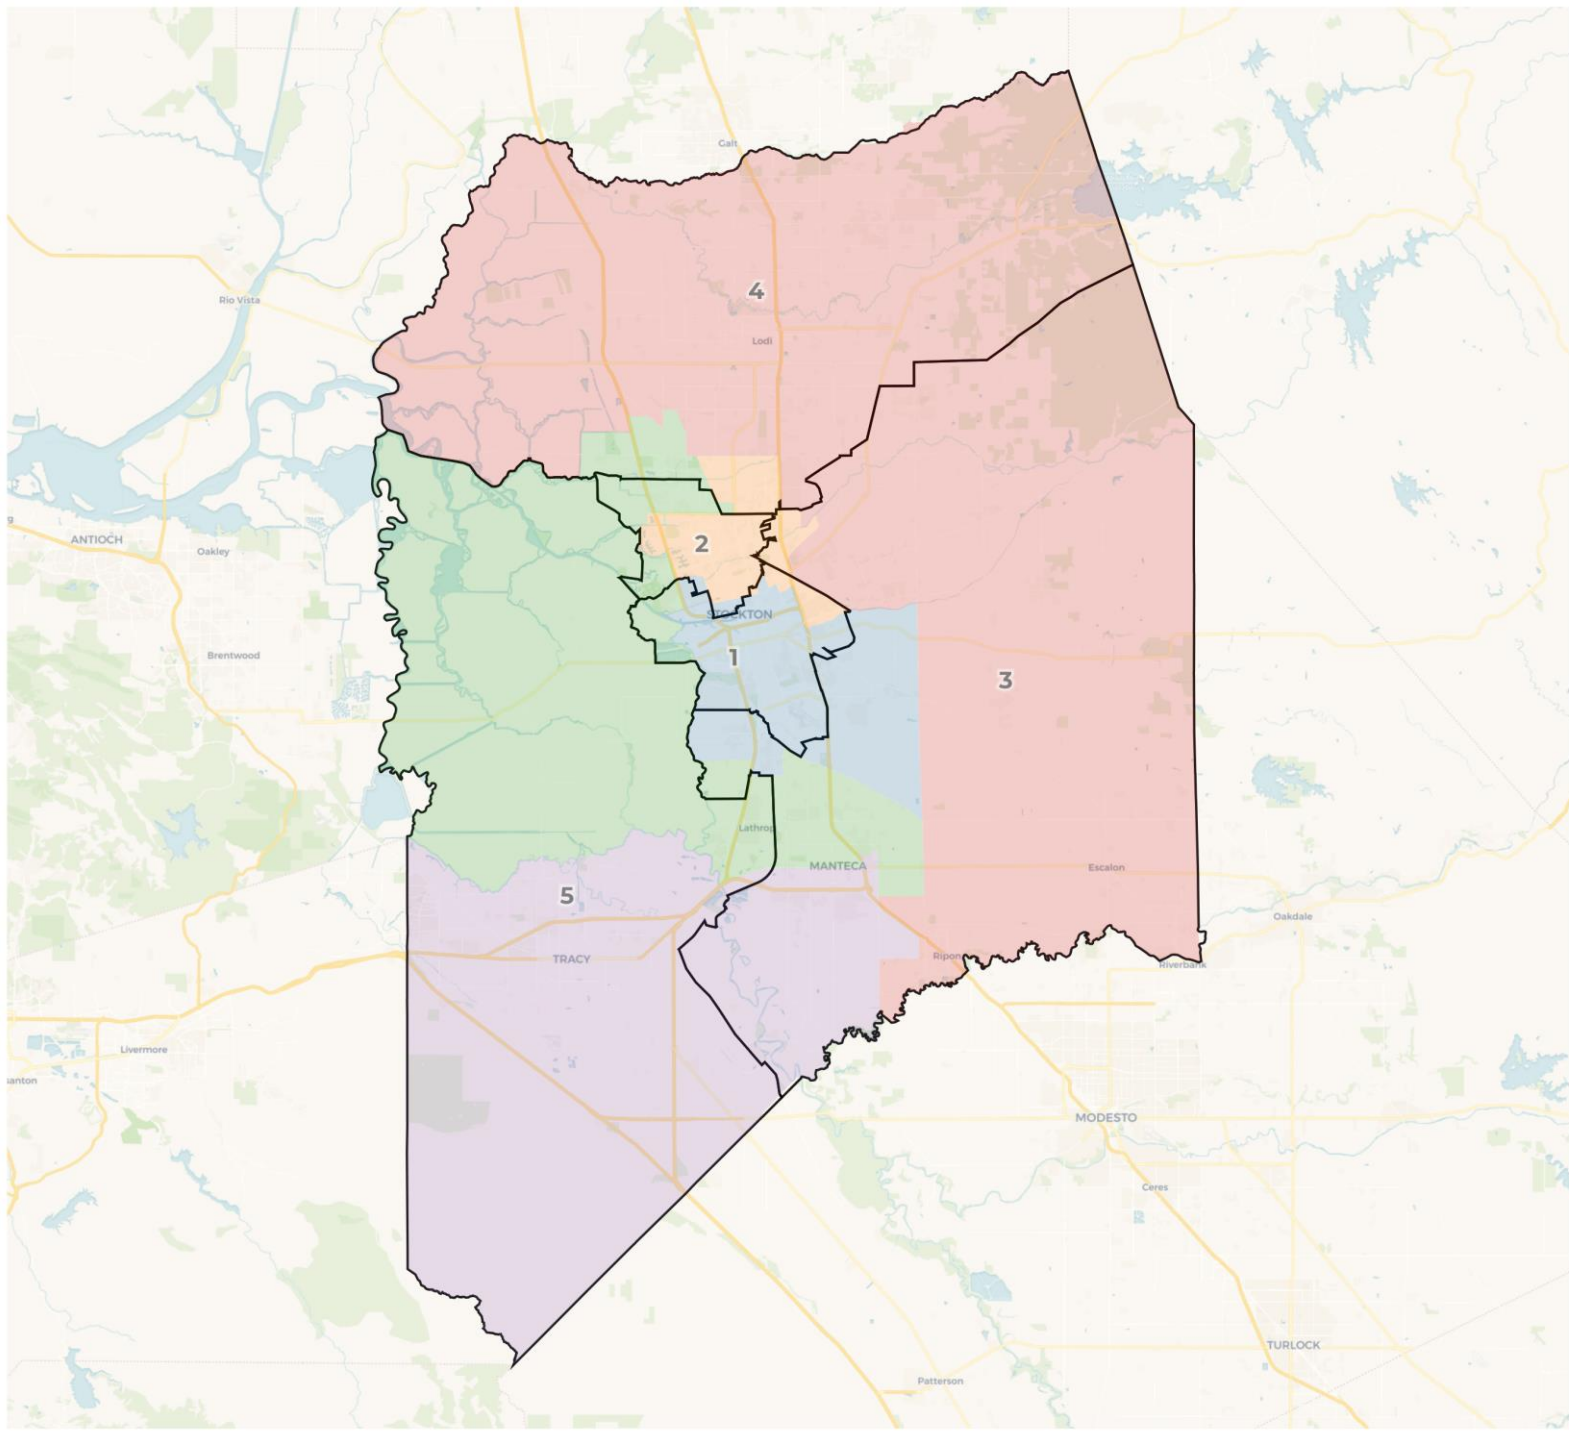 Galt
4
Rio Vista
Lodi
ANTIOCH
Oakley
2
STOCKTON
Brentwood
1
3
Lathrop
MANTECA
Escalon
5
Oakdale
TRACY
Ripon
Riverbank
Livermore
MODESTO
Ceres
TURLOCK
Patterson